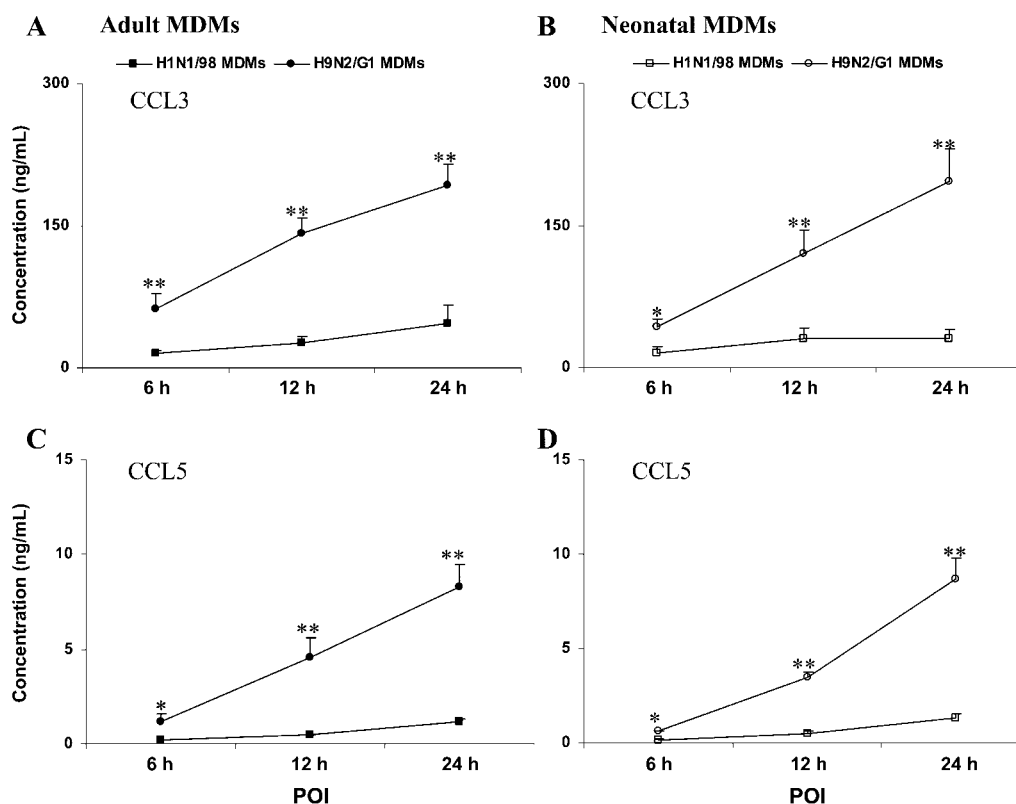 A Adult MDMs
H1N1/98 MDMs H9N2/G1 MDMs
CCL3
Concentration (ng/mL)
300
150
0
**
**
**
6 h 12 h 24 h
B Neonatal MDMs
H1N1/98 MDMs H9N2/G1 MDMs
CCL3
300
150
0
*
**
**
6 h 12 h 24 h
C
CCL5
Concentration (ng/mL)
15
10
5
0
*
**
**
6 h 12 h 24 h
POI
D
CCL5
15
10
5
0
*
**
**
6 h 12 h 24 h
POI